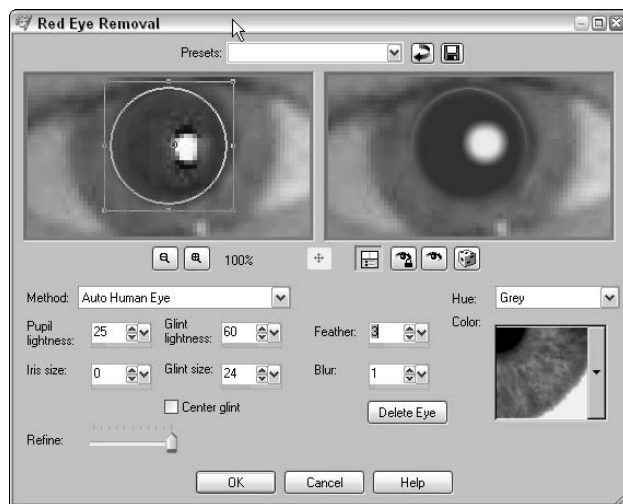 Red Eye Removal
Presets:
100%
Method: Auto Human Eye
Hue: Grey
Pupil lightness: 25
Glint lightness: 60
Feather: 3
Color:
Iris size: 0
Glint size: 24
Blur: 1
Center glint
Delete Eye
Refine:
OK Cancel Help